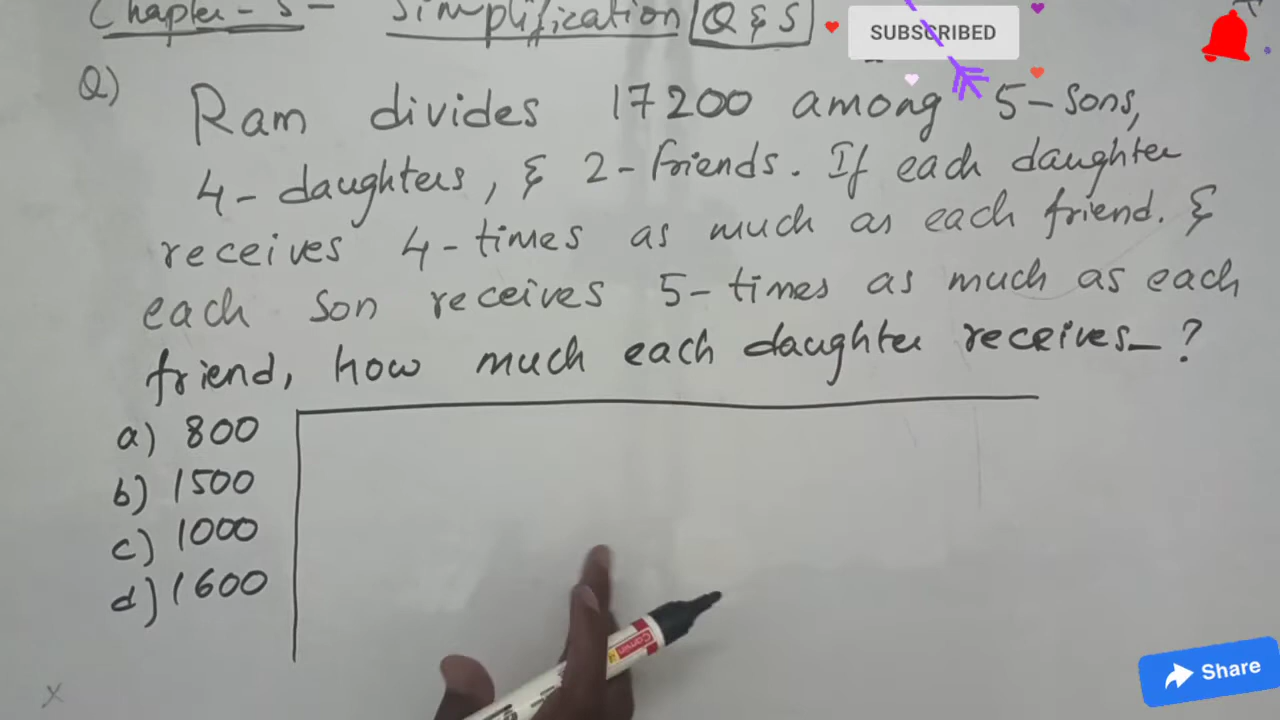 Chapter - 5 - Simplification Q & S
SUBSCRIBED
Q) Ram divides 17200 among 5-sons,
4-daughters, & 2-friends. If each daughter
receives 4-times as much as each friend. &
each son receives 5-times as much as each
friend, how much each daughter receives_?
a) 800
b) 1500
c) 1000
d) 1600
x
Share